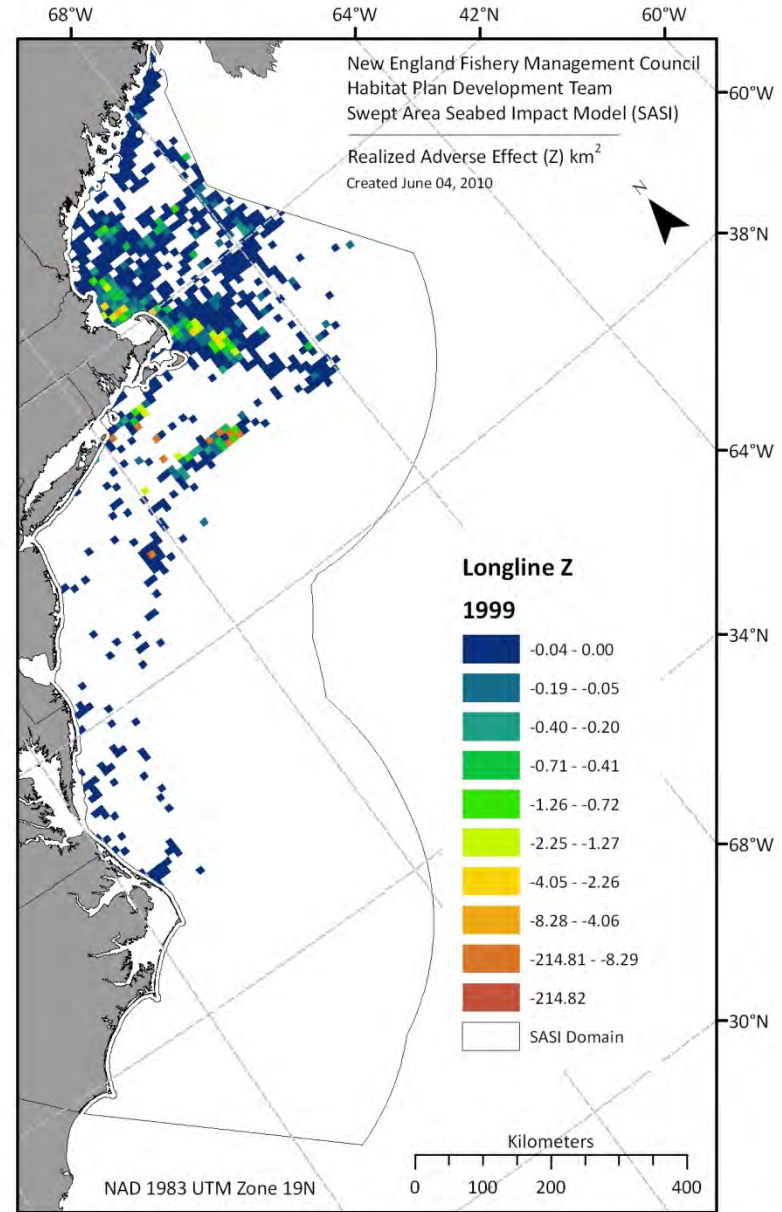 68°W 64°W 42°N 60°W
New England Fishery Management Council
Habitat Plan Development Team
Swept Area Seabed Impact Model (SASI)
Realized Adverse Effect (Z) km²
Created June 04, 2010
N
60°W
38°N
64°W
34°N
68°W
30°N
Longline Z
1999
-0.04 - 0.00
-0.19 - -0.05
-0.40 - -0.20
-0.71 - -0.41
-1.26 - -0.72
-2.25 - -1.27
-4.05 - -2.26
-8.28 - -4.06
-214.81 - -8.29
-214.82
SASI Domain
Kilometers
0 100 200 400
NAD 1983 UTM Zone 19N